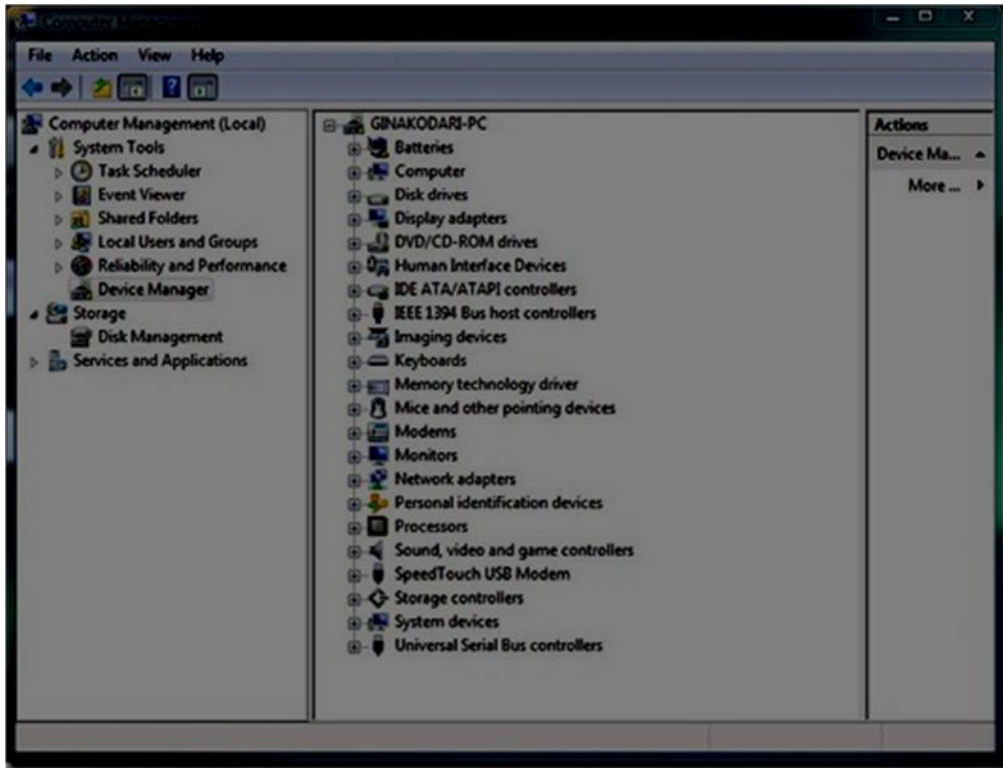 Computer Management
File Action View Help
Computer Management (Local)
System Tools
Task Scheduler
Event Viewer
Shared Folders
Local Users and Groups
Reliability and Performance
Device Manager
Storage
Disk Management
Services and Applications
GINAKODARI-PC
Batteries
Computer
Disk drives
Display adapters
DVD/CD-ROM drives
Human Interface Devices
IDE ATA/ATAPI controllers
IEEE 1394 Bus host controllers
Imaging devices
Keyboards
Memory technology driver
Mice and other pointing devices
Modems
Monitors
Network adapters
Personal identification devices
Processors
Sound, video and game controllers
SpeedTouch USB Modem
Storage controllers
System devices
Universal Serial Bus controllers
Actions
Device Ma...
More ...